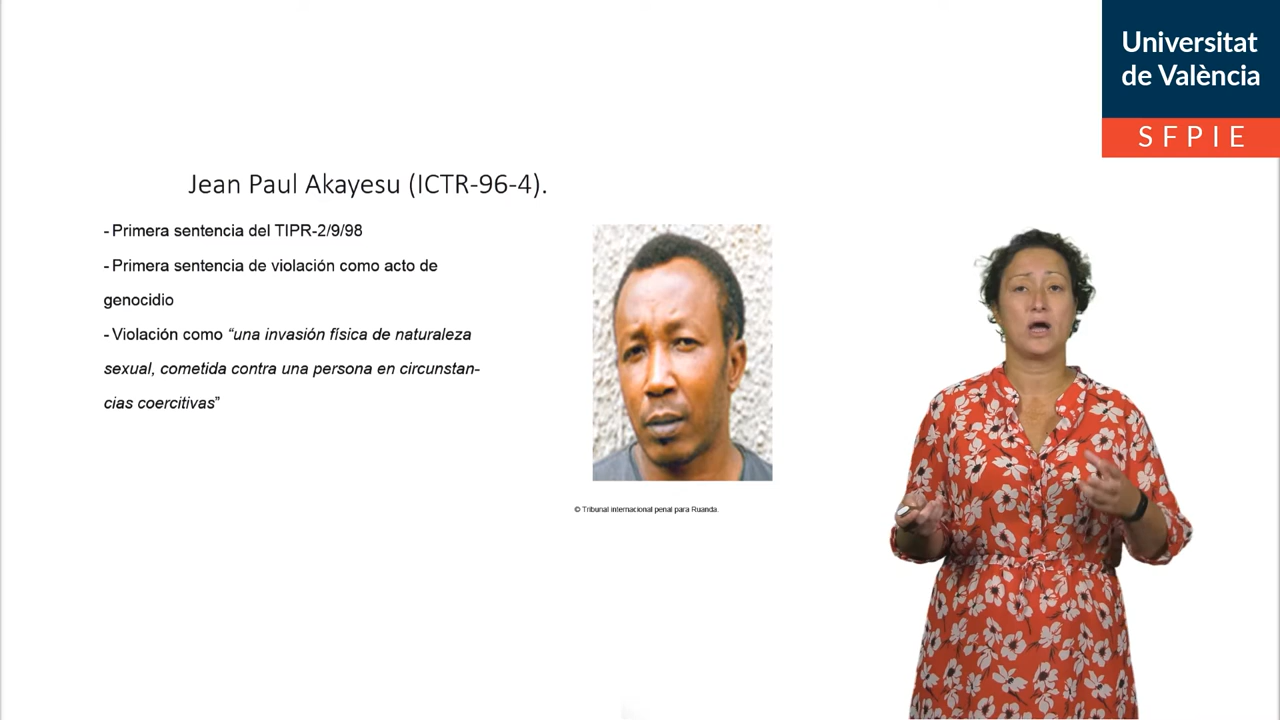 Universitat
de València
SFPIE
Jean Paul Akayesu (ICTR-96-4).
- Primera sentencia del TIPR-2/9/98
- Primera sentencia de violación como acto de
genocidio
- Violación como “una invasión física de naturaleza
sexual, cometida contra una persona en circunstan-
cias coercitivas”
© Tribunal internacional penal para Ruanda.